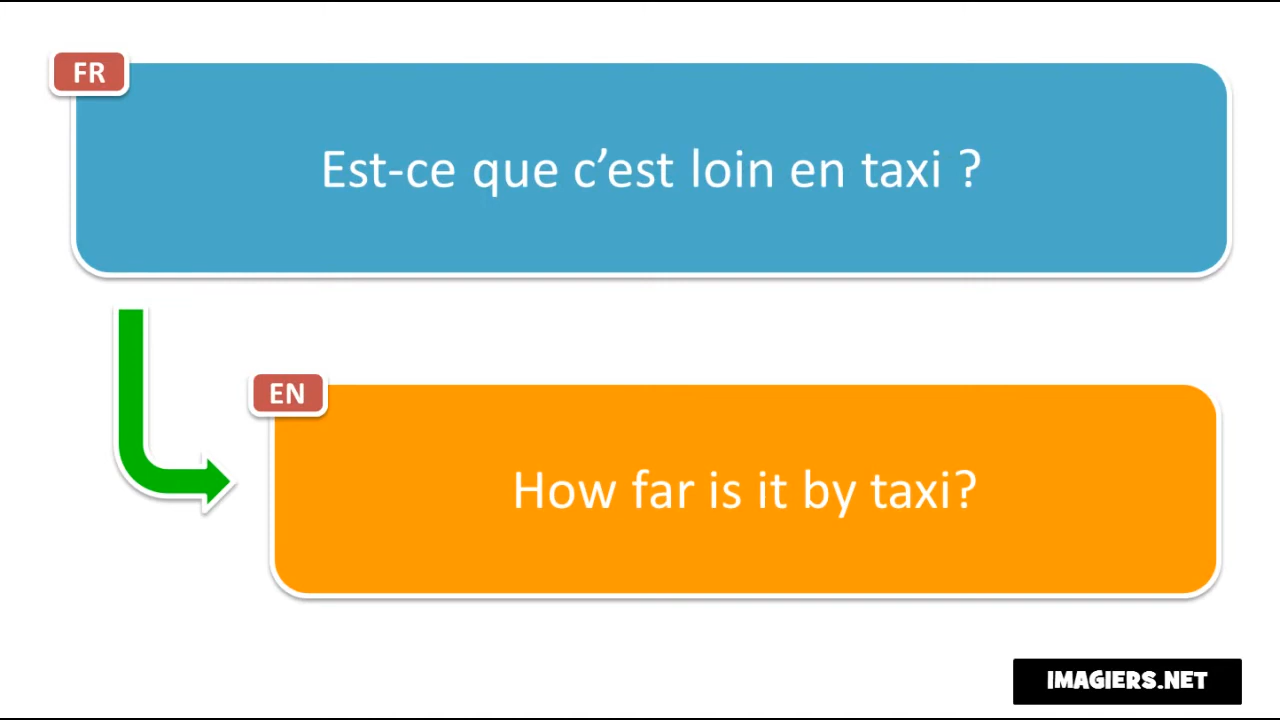 FR
Est-ce que c’est loin en taxi ?
EN
How far is it by taxi?
IMAGIERS.NET